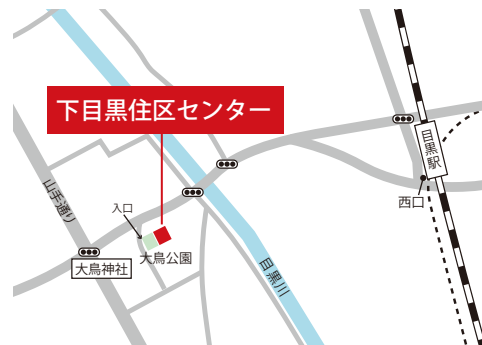 下目黒住区センター
目黒駅
西口
山手通り
入口
大鳥公園
大鳥神社
目黒川